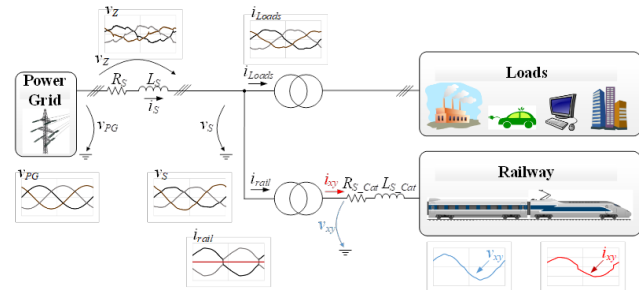 v_Z
i_Loads
v_Z
Power
Grid
R_S
L_S
i_S
i_Loads
Loads
v_PG
v_S
v_PG
v_S
i_rail
i_xy
R_S_Cat
L_S_Cat
Railway
v_xy
i_rail
v_xy
i_xy